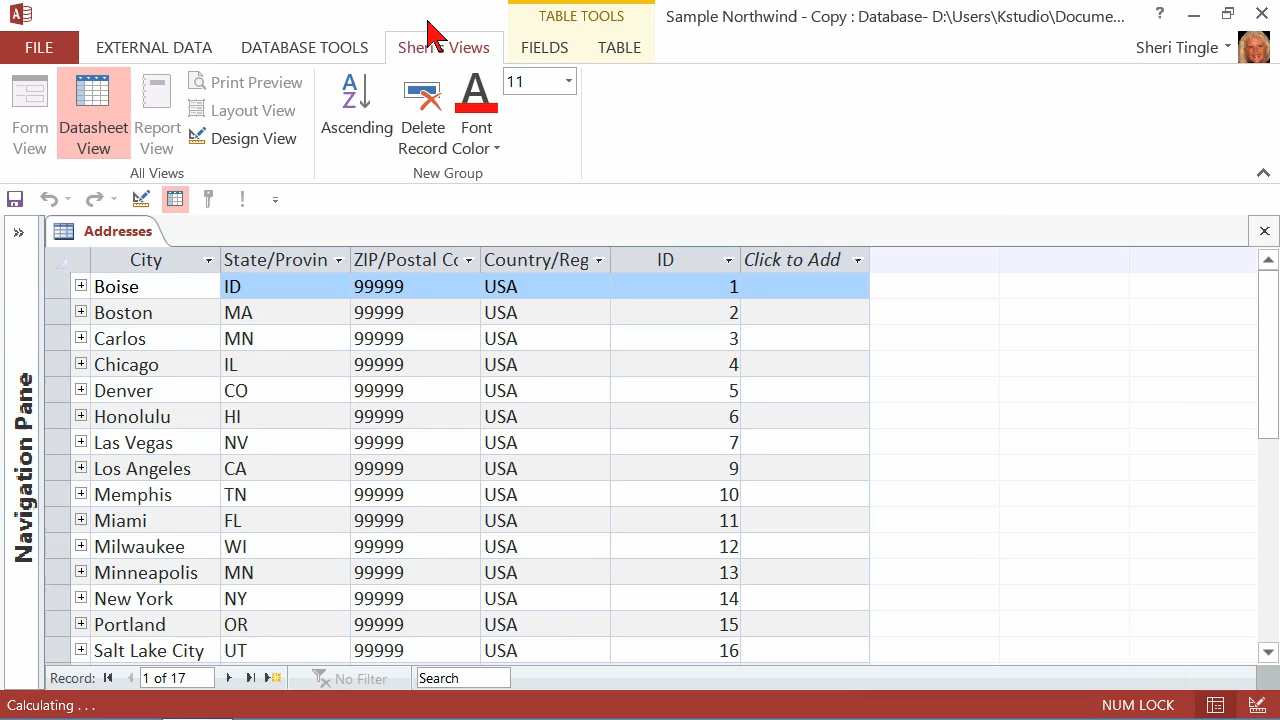 TABLE TOOLS
Sample Northwind - Copy : Database- D:\Users\Kstudio\Docume...
?
FILE
EXTERNAL DATA
DATABASE TOOLS
Views
FIELDS
TABLE
Sheri Tingle
Form View
Datasheet View
Report View
Print Preview
Layout View
Design View
All Views
A Z
Ascending
Delete Record
A
Font Color
11
New Group
Addresses
City State/Provin ZIP/Postal Co Country/Reg ID Click to Add
Boise ID 99999 USA 1
Boston MA 99999 USA 2
Carlos MN 99999 USA 3
Chicago IL 99999 USA 4
Denver CO 99999 USA 5
Honolulu HI 99999 USA 6
Las Vegas NV 99999 USA 7
Los Angeles CA 99999 USA 9
Memphis TN 99999 USA 10
Miami FL 99999 USA 11
Milwaukee WI 99999 USA 12
Minneapolis MN 99999 USA 13
New York NY 99999 USA 14
Portland OR 99999 USA 15
Salt Lake City UT 99999 USA 16
Navigation Pane
Record: 1 of 17 No Filter Search
Calculating . . .
NUM LOCK